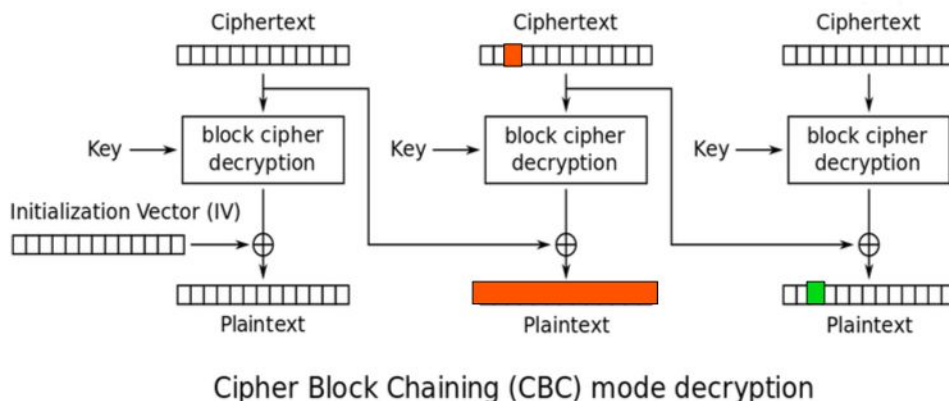 Ciphertext Ciphertext Ciphertext
Key block cipher decryption Key block cipher decryption Key block cipher decryption
Initialization Vector (IV)
Plaintext Plaintext Plaintext
Cipher Block Chaining (CBC) mode decryption